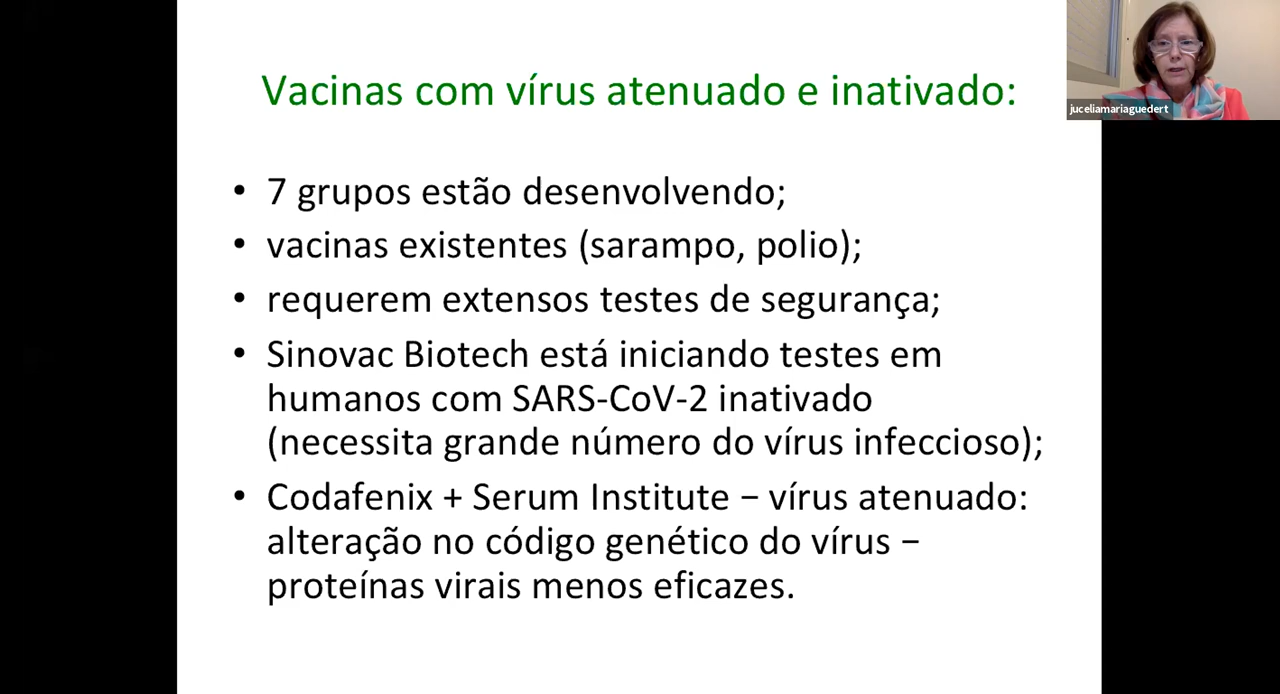 Vacinas com vírus atenuado e inativado:
juceliamariaguedert
• 7 grupos estão desenvolvendo;
• vacinas existentes (sarampo, polio);
• requerem extensos testes de segurança;
• Sinovac Biotech está iniciando testes em
humanos com SARS-CoV-2 inativado
(necessita grande número do vírus infeccioso);
• Codafenix + Serum Institute − vírus atenuado:
alteração no código genético do vírus −
proteínas virais menos eficazes.